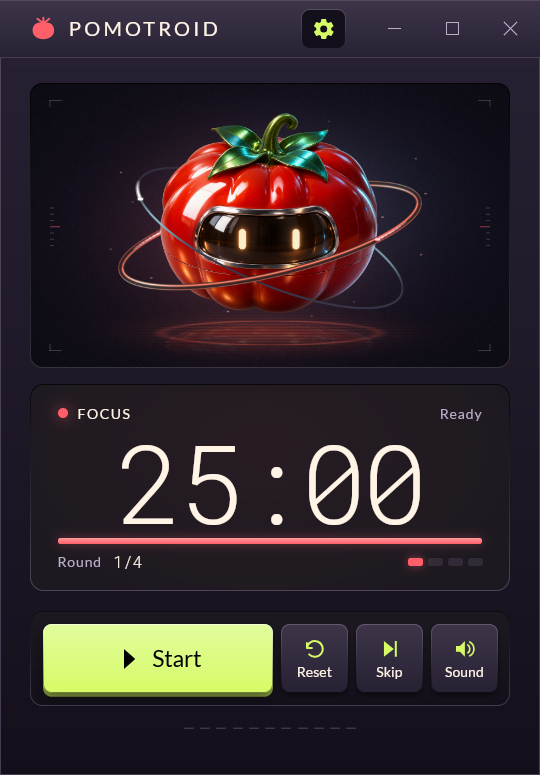 POMOTROID
FOCUS
Ready
25:00
Round 1/4
Start
Reset
Skip
Sound